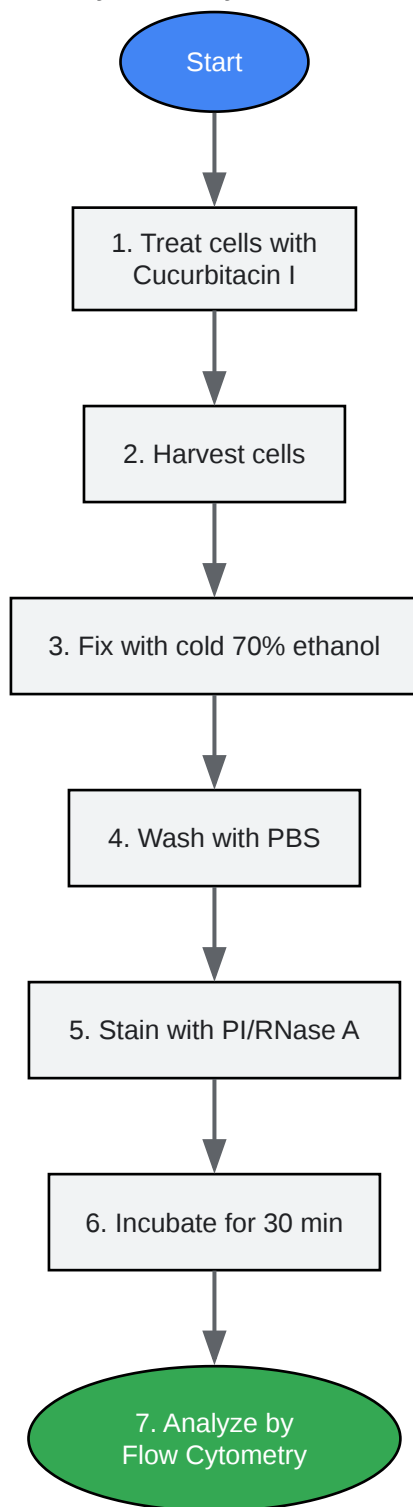 Start
1. Treat cells with
Cucurbitacin I
2. Harvest cells
3. Fix with cold 70% ethanol
4. Wash with PBS
5. Stain with PI/RNase A
6. Incubate for 30 min
7. Analyze by
Flow Cytometry